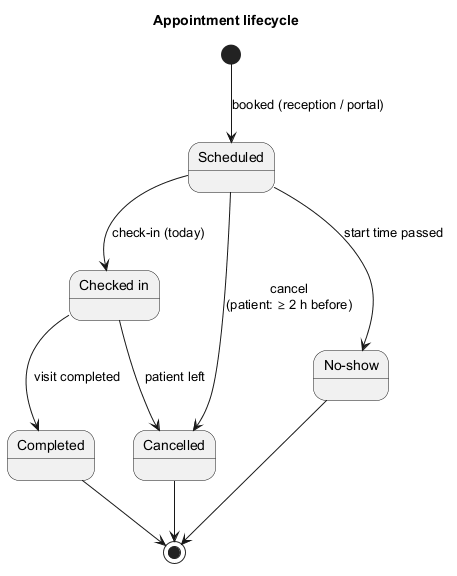 Appointment lifecycle
booked (reception / portal)
Scheduled
check-in (today)
start time passed
Checked in
cancel
(patient: ≥ 2 h before)
No-show
visit completed
patient left
Completed
Cancelled